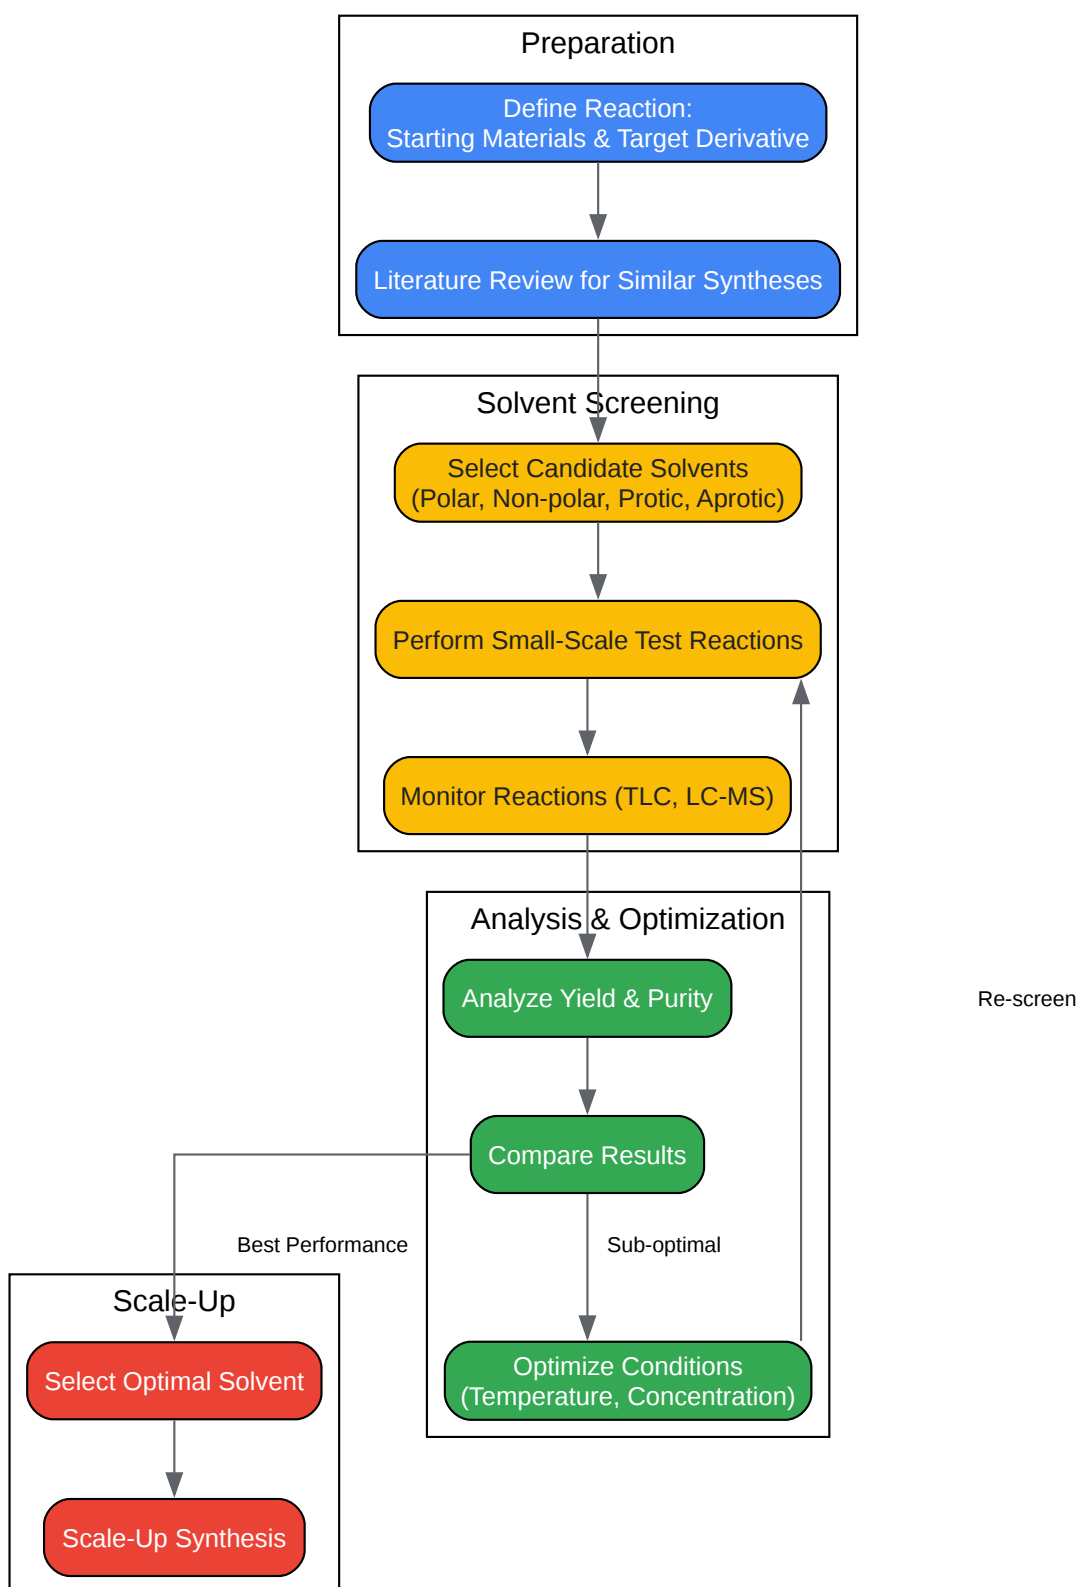 Preparation
Define Reaction:
Starting Materials & Target Derivative
Literature Review for Similar Syntheses
Solvent Screening
Select Candidate Solvents
(Polar, Non-polar, Protic, Aprotic)
Perform Small-Scale Test Reactions
Monitor Reactions (TLC, LC-MS)
Analysis & Optimization
Analyze Yield & Purity
Re-screen
Compare Results
Best Performance
Sub-optimal
Scale-Up
Optimize Conditions
(Temperature, Concentration)
Select Optimal Solvent
Scale-Up Synthesis